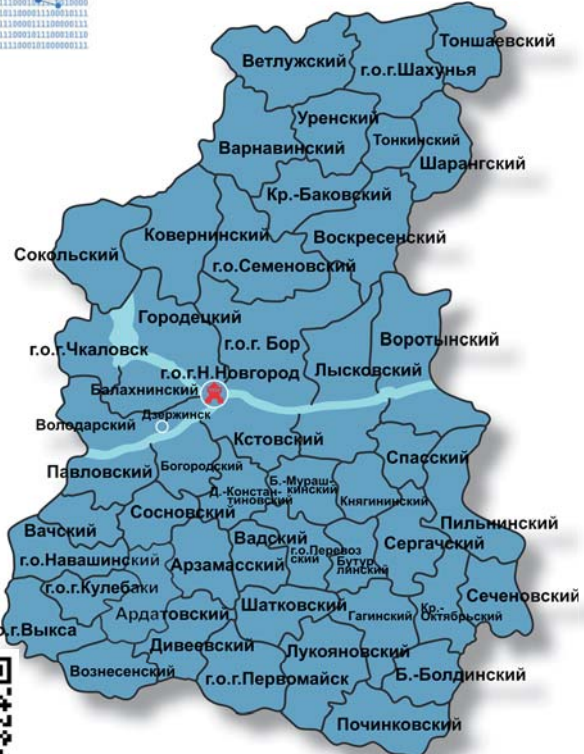 Тоншаевский
Ветлужский
г.о.г.Шахунья
Уренский
Тонкинский
Варнавинский
Шарангский
Кр.-Баковский
Ковернинский
Воскресенский
Сокольский
г.о.Семеновский
Городецкий
г.о.г. Бор
Воротынский
г.о.г.Чкаловск
г.о.г.Н.Новгород
Лысковский
Балахнинский
Дзержинск
Володарский
Кстовский
Спасский
Павловский
Богородский
Б.-Мураш-
кинский
Д.-Констан-
тиновский
Княгининский
Сосновский
Пильнинский
Вачский
Вадский
Сергачский
г.о.Навашинский
г.о.Перевоз
ский
Бутур
линский
Арзамасский
г.о.г.Кулебаки
Сеченовский
Ардатовский
Шатковский
Гагинский
Кр.-
Октябрьский
о.г.Выкса
Дивеевский
Лукояновский
Вознесенский
г.о.г.Первомайск
Б.-Болдинский
Починковский